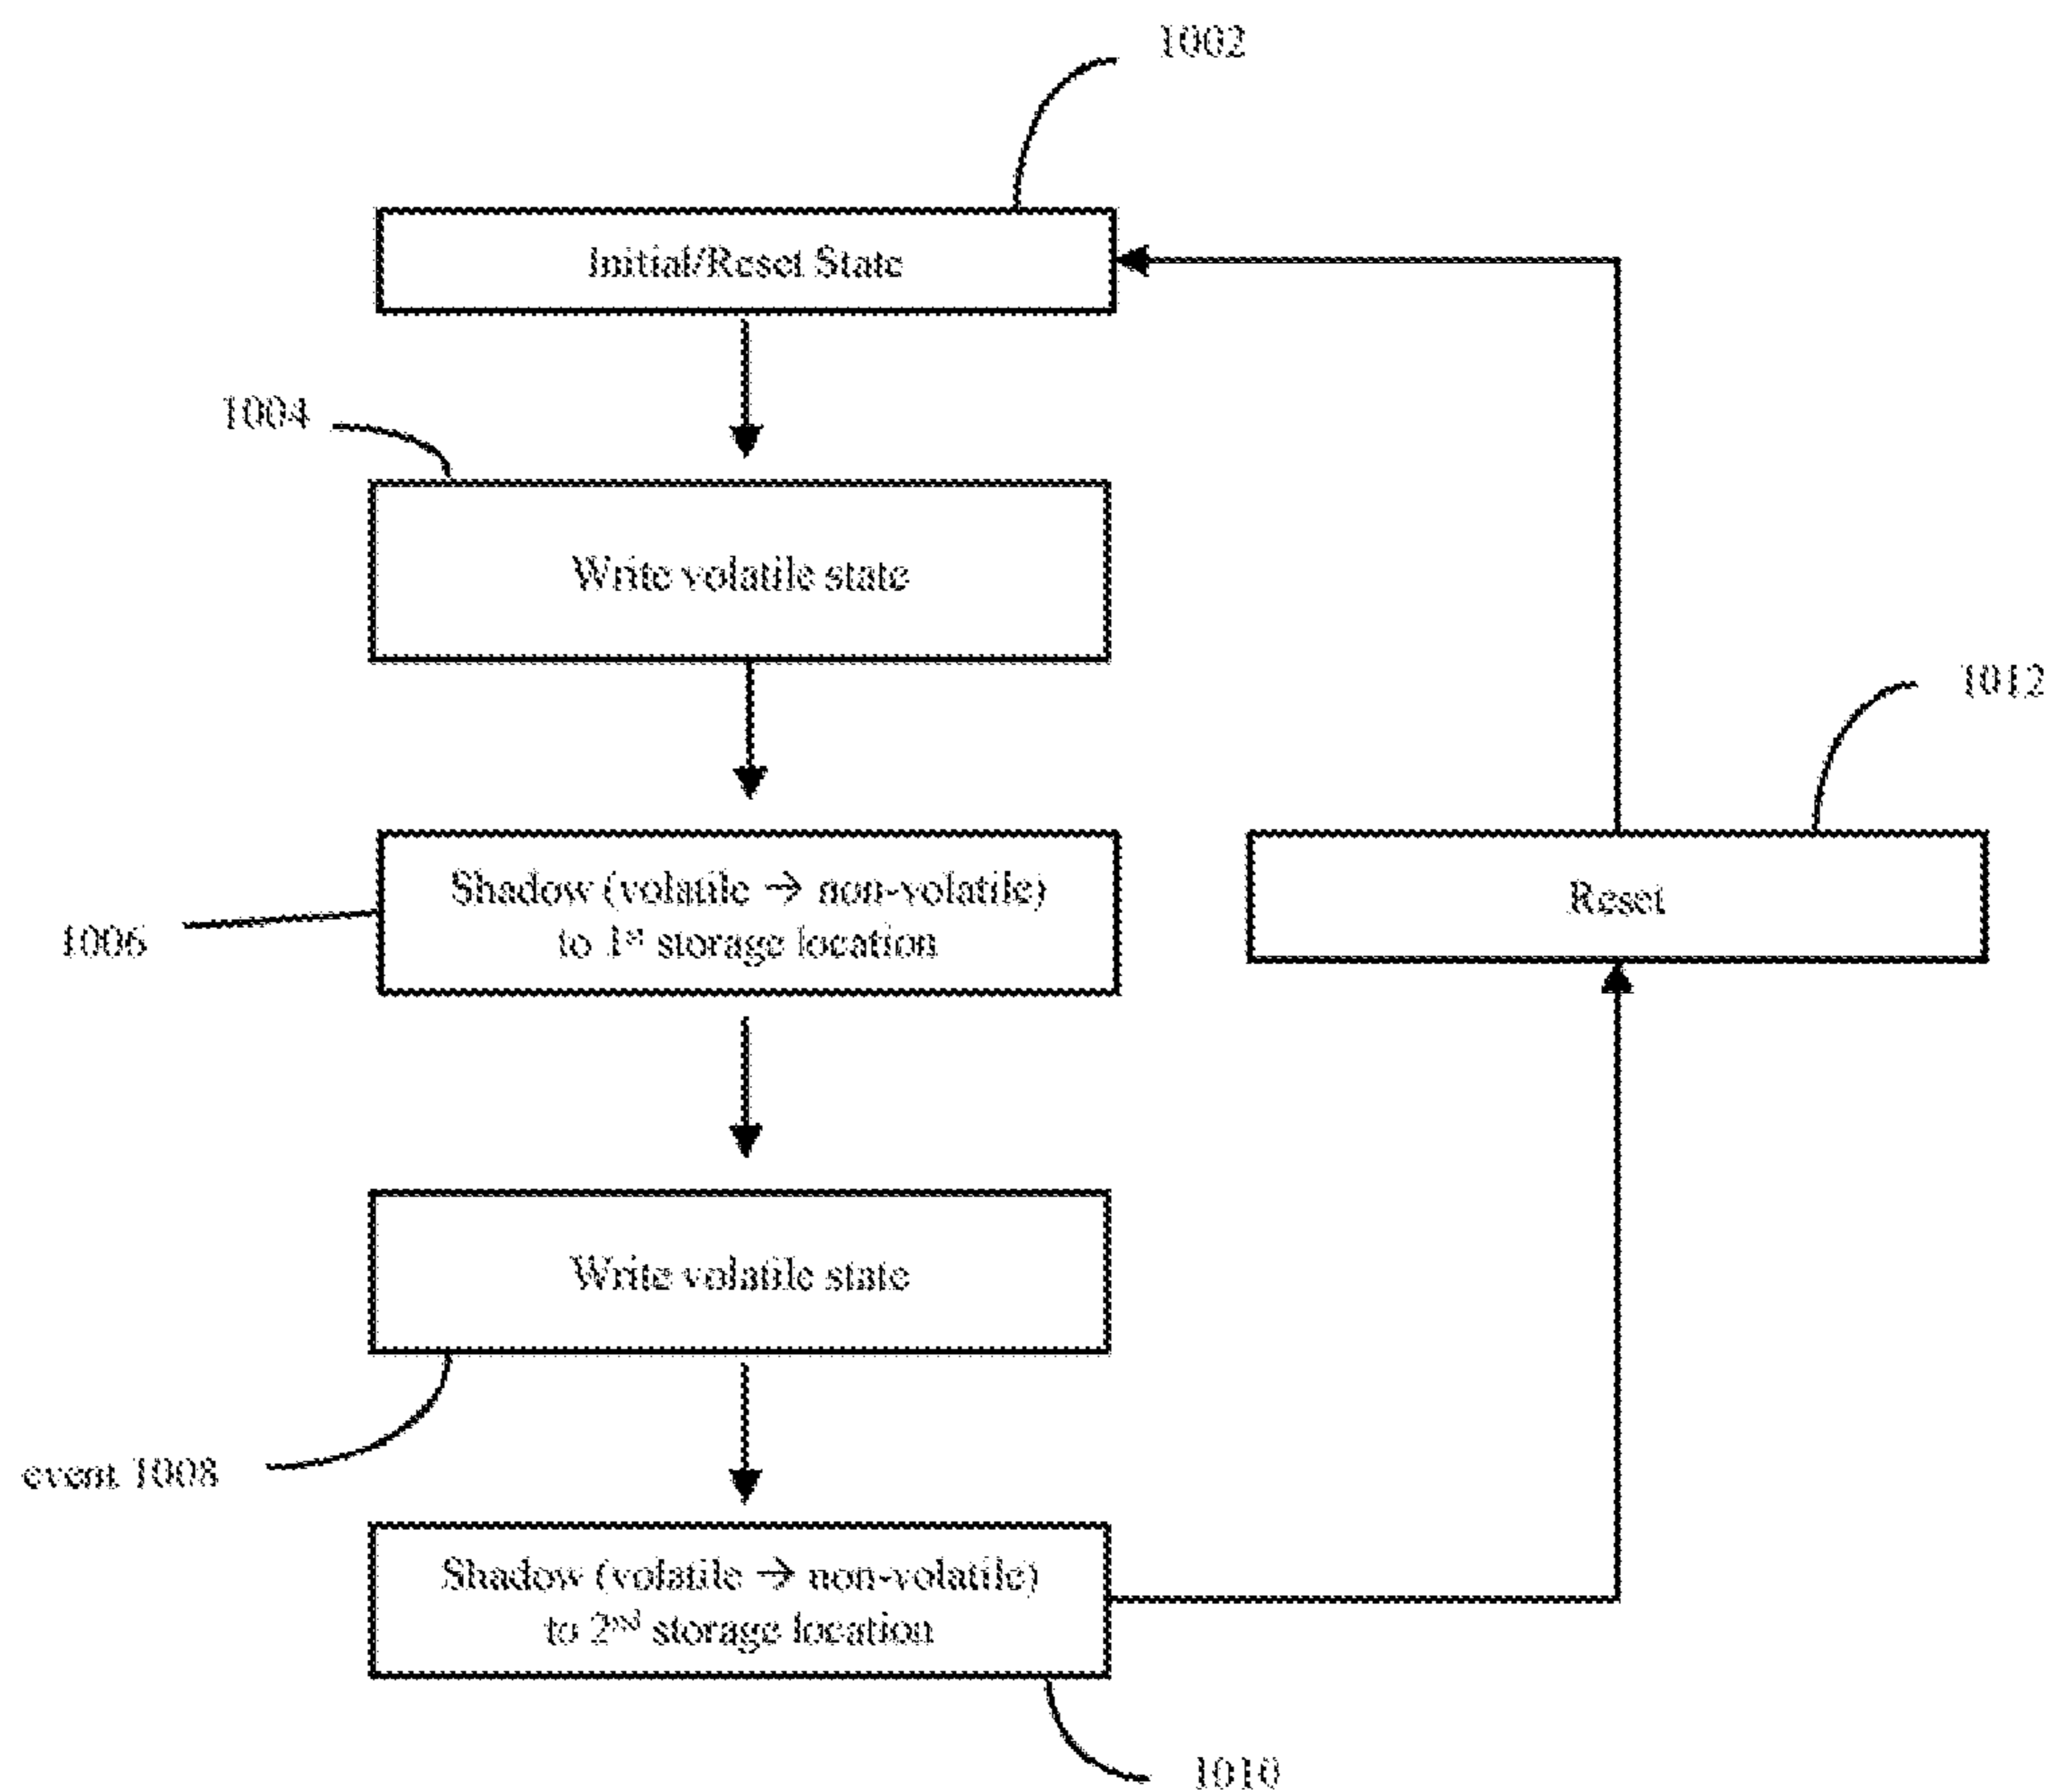 1002
Initial/Reset State
1004
Write volatile state
1012
Shadow (volatile → non-volatile)
to 1st storage location
Reset
1006
Write volatile state
event 1008
Shadow (volatile → non-volatile)
to 2nd storage location
1010